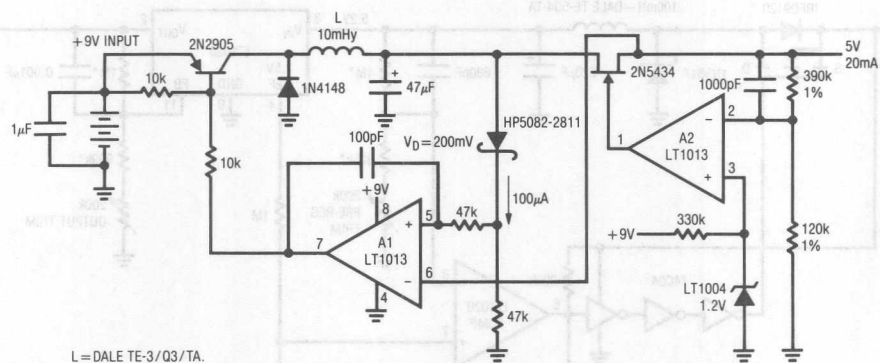 +9V INPUT
2N2905
L
10mHy
10k
1N4148
+
47µF
1µF
10k
100pF
+9V
8
5
+
47k
A1
LT1013
7
6
−
4
47k
V_D = 200mV
HP5082-2811
100µA
2N5434
1
A2
LT1013
−
2
+
3
1000pF
390k
1%
5V
20mA
+9V
330k
120k
1%
LT1004
1.2V
L = DALE TE-3/Q3/TA.